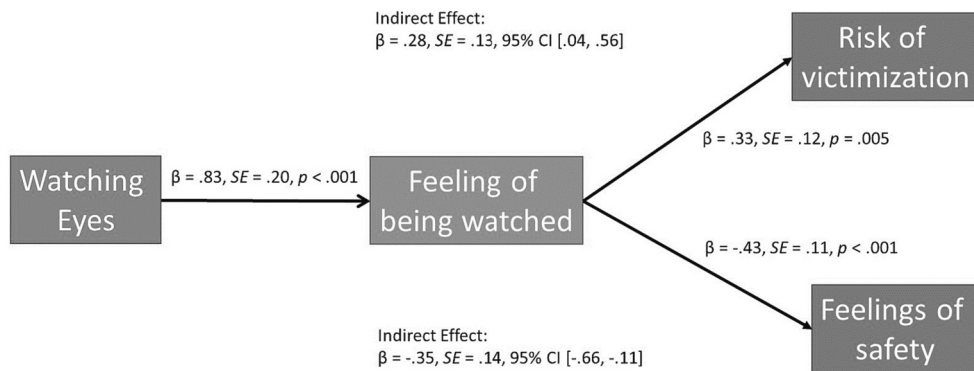 Indirect Effect:
β = .28, SE = .13, 95% CI [.04, .56]
Risk of
victimization
β = .33, SE = .12, p = .005
Watching
Eyes
β = .83, SE = .20, p < .001
Feeling of
being watched
β = -.43, SE = .11, p < .001
Feelings of
safety
Indirect Effect:
β = -.35, SE = .14, 95% CI [-.66, -.11]